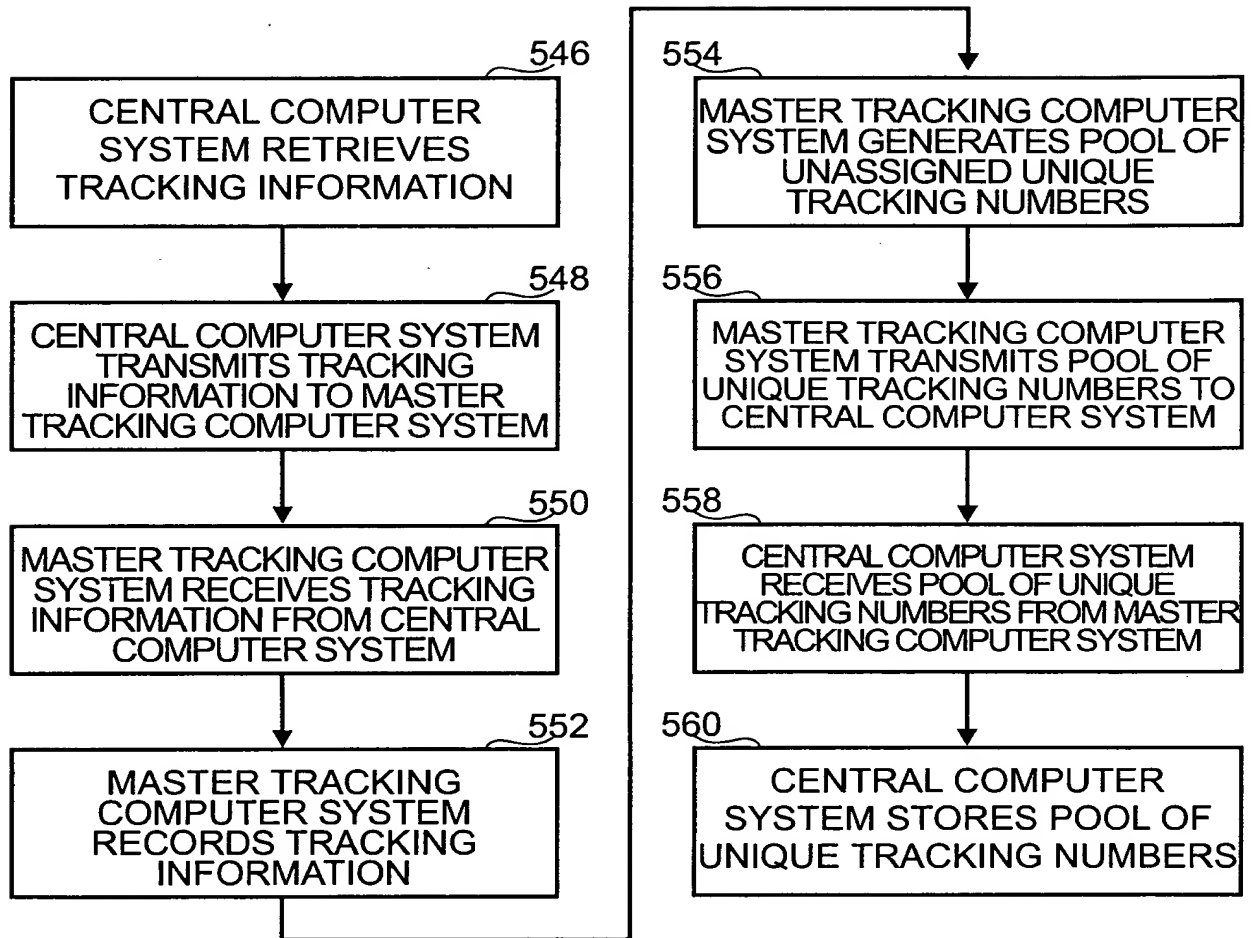 546
CENTRAL COMPUTER
SYSTEM RETRIEVES
TRACKING INFORMATION
548
CENTRAL COMPUTER SYSTEM
TRANSMITS TRACKING
INFORMATION TO MASTER
TRACKING COMPUTER SYSTEM
550
MASTER TRACKING COMPUTER
SYSTEM RECEIVES TRACKING
INFORMATION FROM CENTRAL
COMPUTER SYSTEM
552
MASTER TRACKING
COMPUTER SYSTEM
RECORDS TRACKING
INFORMATION
554
MASTER TRACKING COMPUTER
SYSTEM GENERATES POOL OF
UNASSIGNED UNIQUE
TRACKING NUMBERS
556
MASTER TRACKING COMPUTER
SYSTEM TRANSMITS POOL OF
UNIQUE TRACKING NUMBERS TO
CENTRAL COMPUTER SYSTEM
558
CENTRAL COMPUTER SYSTEM
RECEIVES POOL OF UNIQUE
TRACKING NUMBERS FROM MASTER
TRACKING COMPUTER SYSTEM
560
CENTRAL COMPUTER
SYSTEM STORES POOL OF
UNIQUE TRACKING NUMBERS